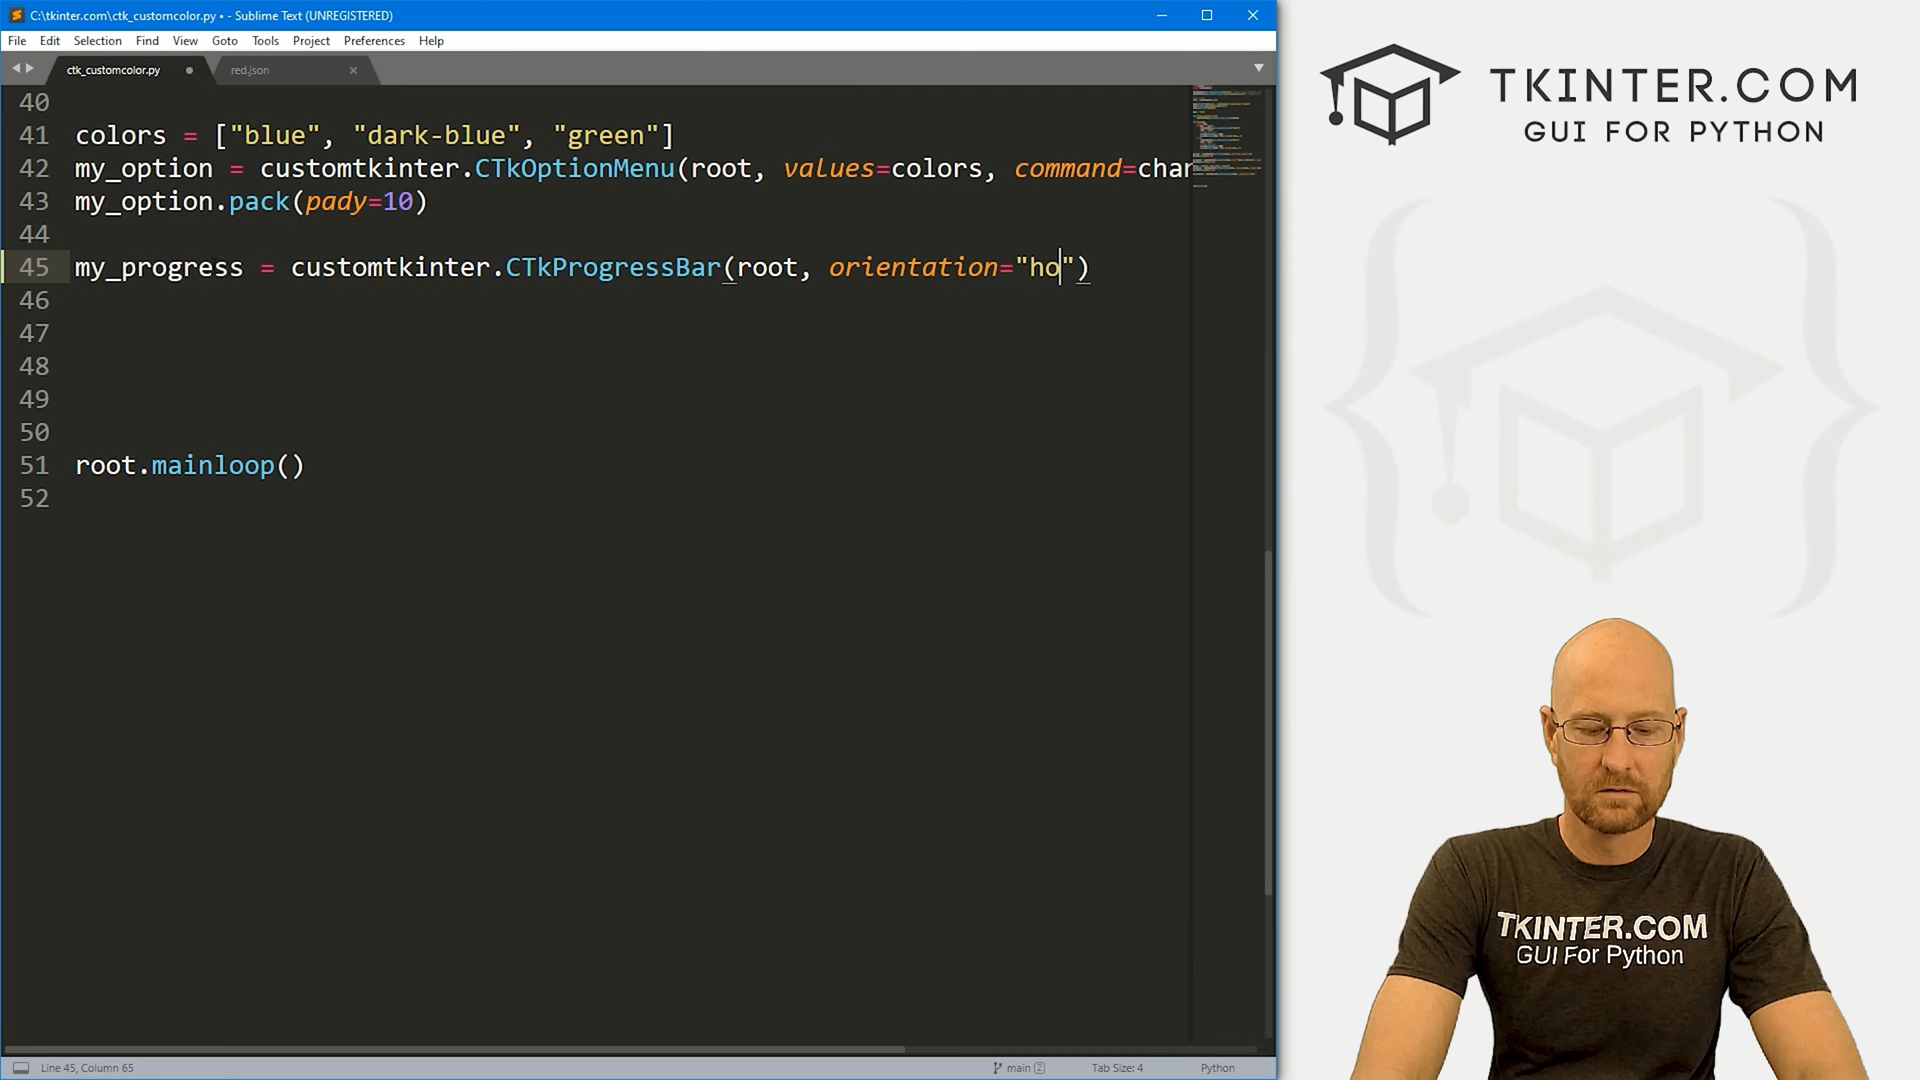 C:\tkinter.com\ctk_customcolor.py • - Sublime Text (UNREGISTERED)
File Edit Selection Find View Goto Tools Project Preferences Help
ctk_customcolor.py red.json
40
41 colors = ["blue", "dark-blue", "green"]
42 my_option = customtkinter.CTkOptionMenu(root, values=colors, command=chan
43 my_option.pack(pady=10)
44
45 my_progress = customtkinter.CTkProgressBar(root, orientation="ho")
46
47
48
49
50
51 root.mainloop()
52
Line 45, Column 65 main 2 Tab Size: 4 Python
TKINTER.COM
GUI FOR PYTHON
TKINTER.COM
GUI For Python